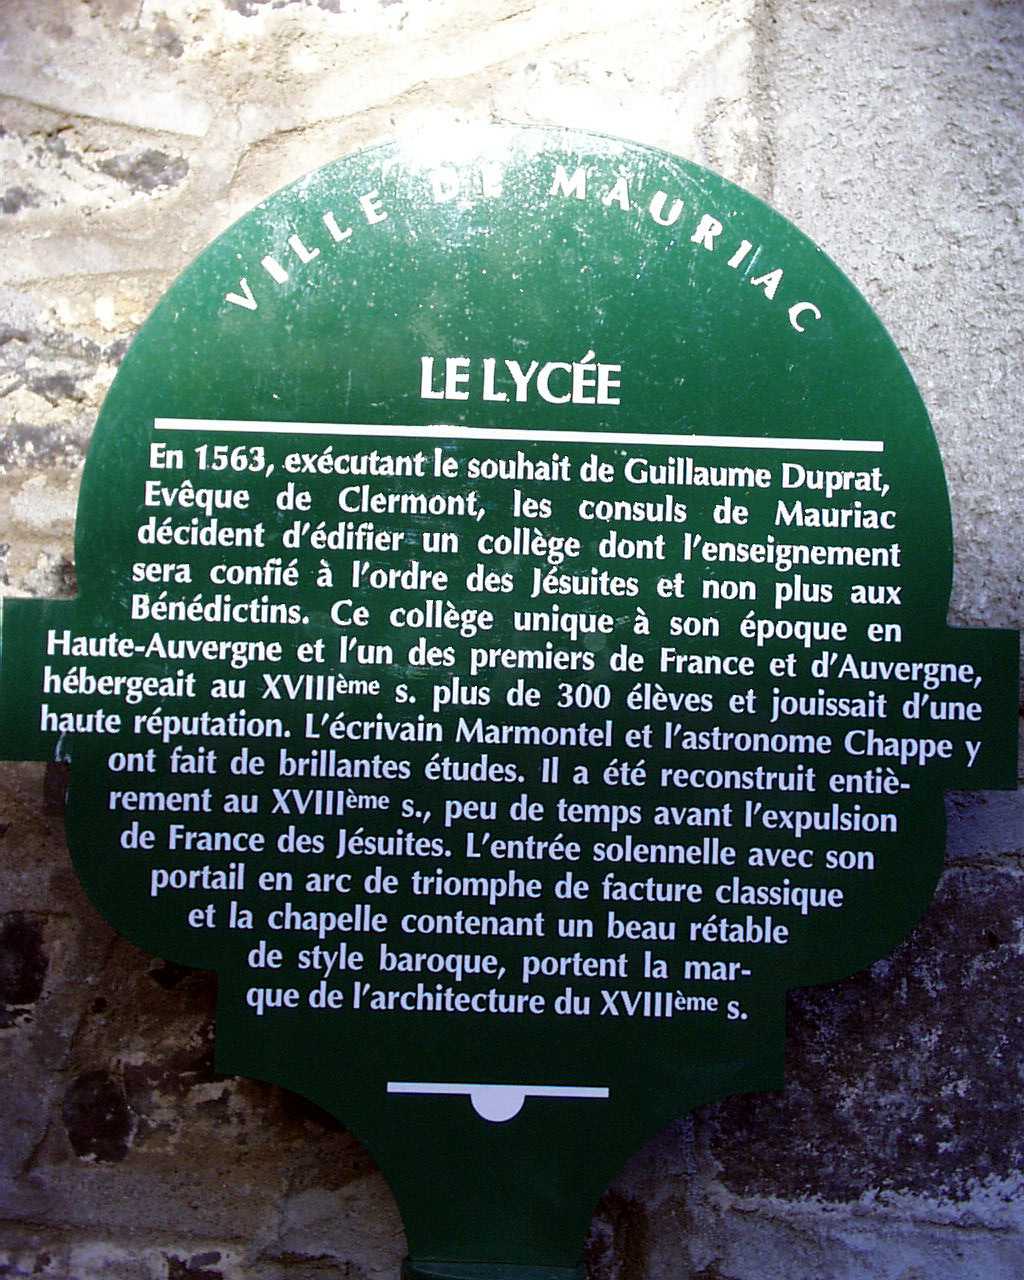 VILLE DE MAURIAC
LE LYCÉE
En 1563, exécutant le souhait de Guillaume Duprat,
Evêque de Clermont, les consuls de Mauriac
décident d'édifier un collège dont l'enseignement
sera confié à l'ordre des Jésuites et non plus aux
Bénédictins. Ce collège unique à son époque en
Haute-Auvergne et l'un des premiers de France et d'Auvergne,
hébergeait au XVIIIème s. plus de 300 élèves et jouissait d'une
haute réputation. L'écrivain Marmontel et l'astronome Chappe y
ont fait de brillantes études. Il a été reconstruit entiè-
rement au XVIIIème s., peu de temps avant l'expulsion
de France des Jésuites. L'entrée solennelle avec son
portail en arc de triomphe de facture classique
et la chapelle contenant un beau rétable
de style baroque, portent la mar-
que de l'architecture du XVIIIème s.